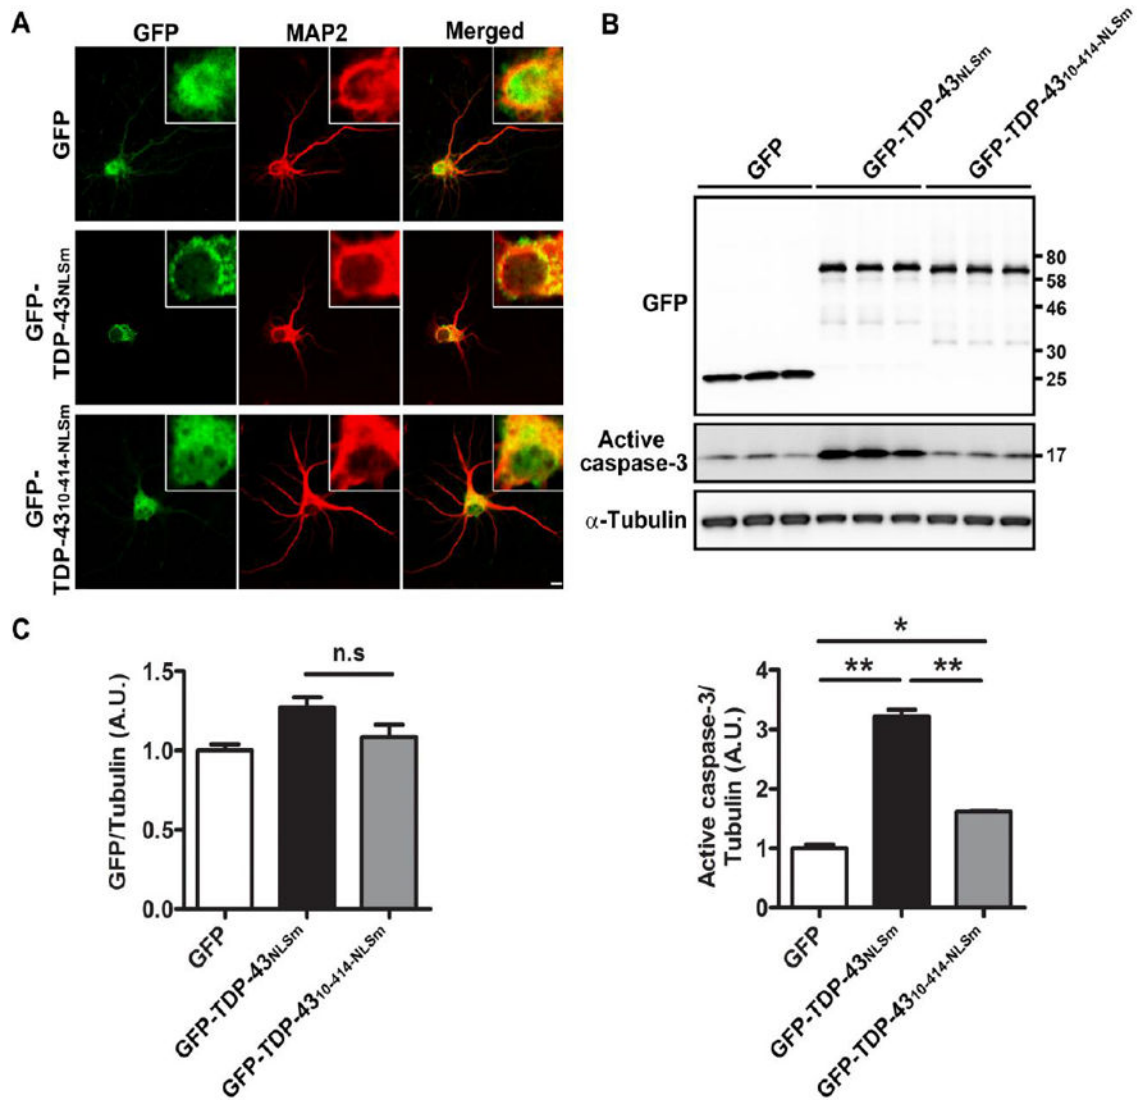 A
GFP MAP2 Merged
GFP
GFP-
TDP-43NLSm
GFP-
TDP-4310-414-NLSm
B
GFP
GFP-TDP-43NLSm
GFP-TDP-4310-414-NLSm
GFP
80
58
46
30
25
Active
caspase-3
17
α-Tubulin
C
GFP/Tubulin (A.U.)
1.5
1.0
0.5
0.0
n.s
GFP
GFP-TDP-43NLSm
GFP-TDP-4310-414-NLSm
Active caspase-3/
Tubulin (A.U.)
4
3
2
1
0
*
** **
GFP
GFP-TDP-43NLSm
GFP-TDP-4310-414-NLSm